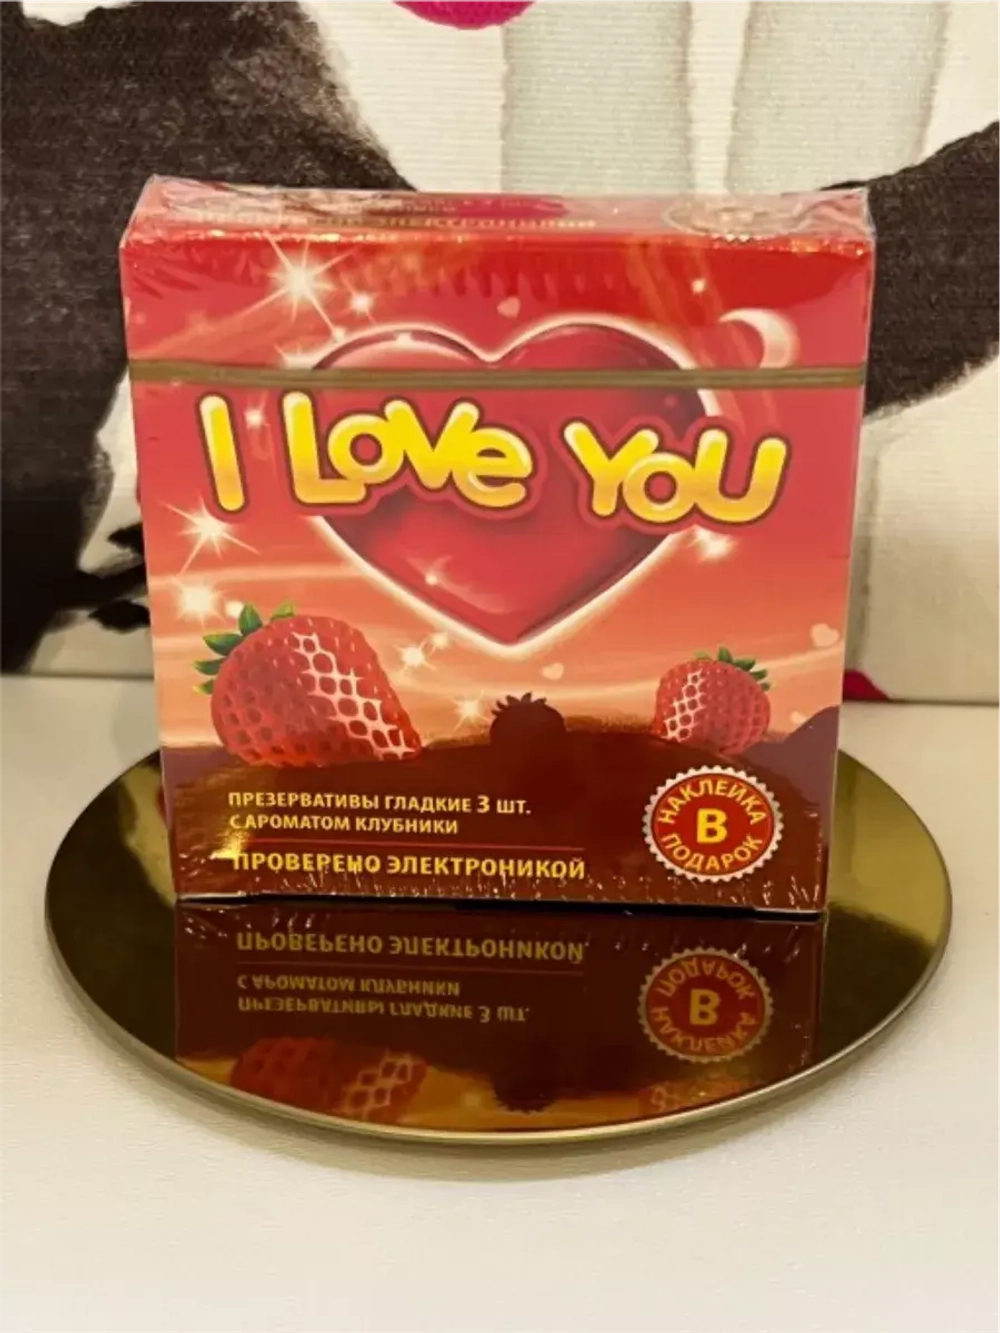 I LOVE YOU
ПРЕЗЕРВАТИВЫ ГЛАДКИЕ 3 ШТ.
С АРОМАТОМ КЛУБНИКИ
ПРОВЕРЕНО ЭЛЕКТРОНИКОЙ
НАКЛЕЙКА
В
ПОДАРОК